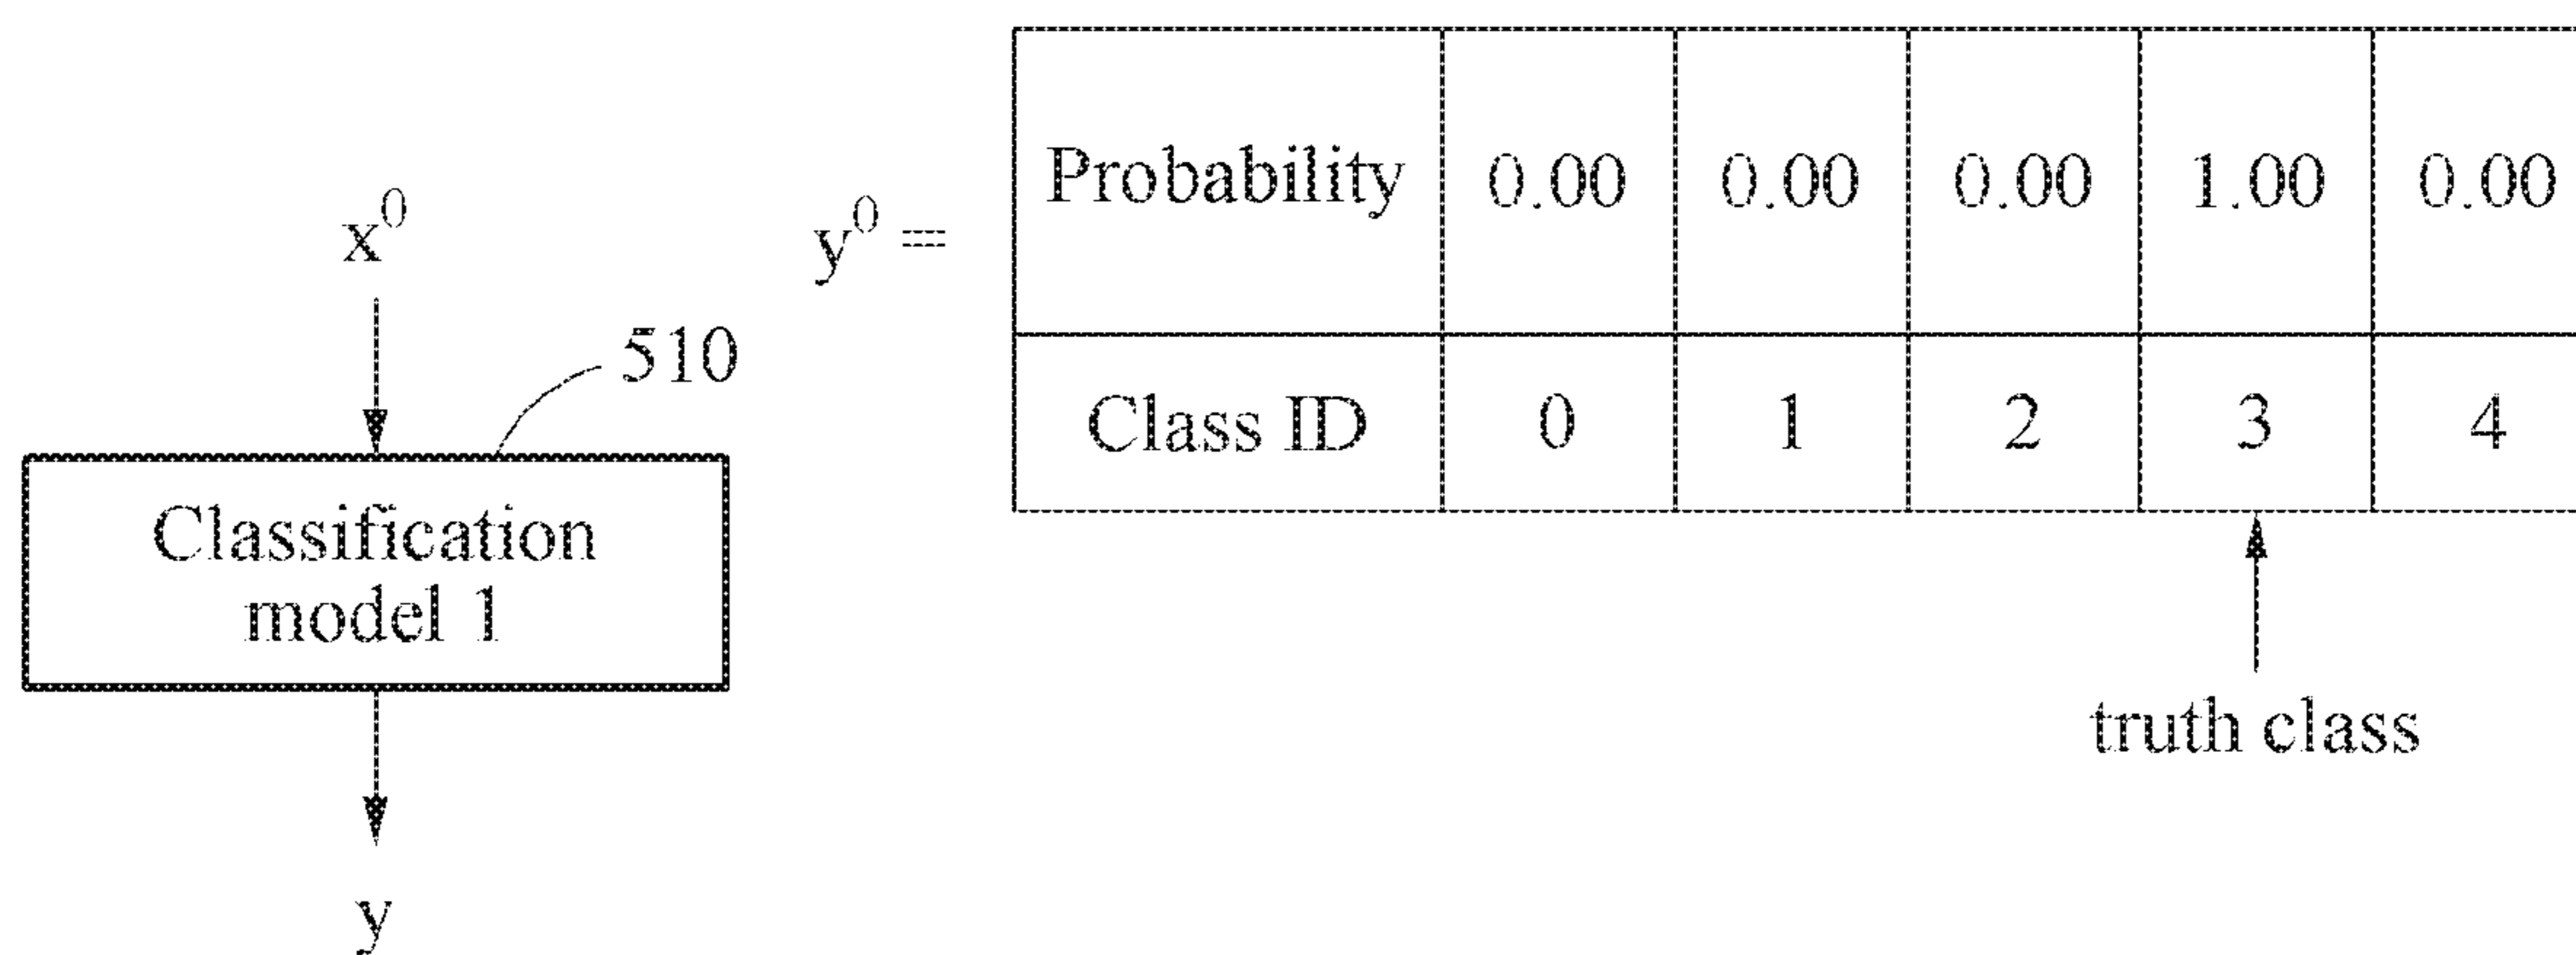 x⁰
510
Classification
model 1
y
y⁰ =
Probability 0.00 0.00 0.00 1.00 0.00
Class ID 0 1 2 3 4
truth class